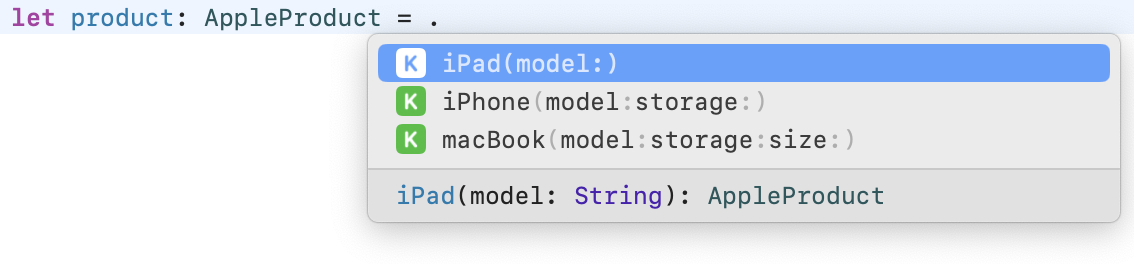 let product: AppleProduct = .
K iPad(model:)
K iPhone(model:storage:)
K macBook(model:storage:size:)
iPad(model: String): AppleProduct